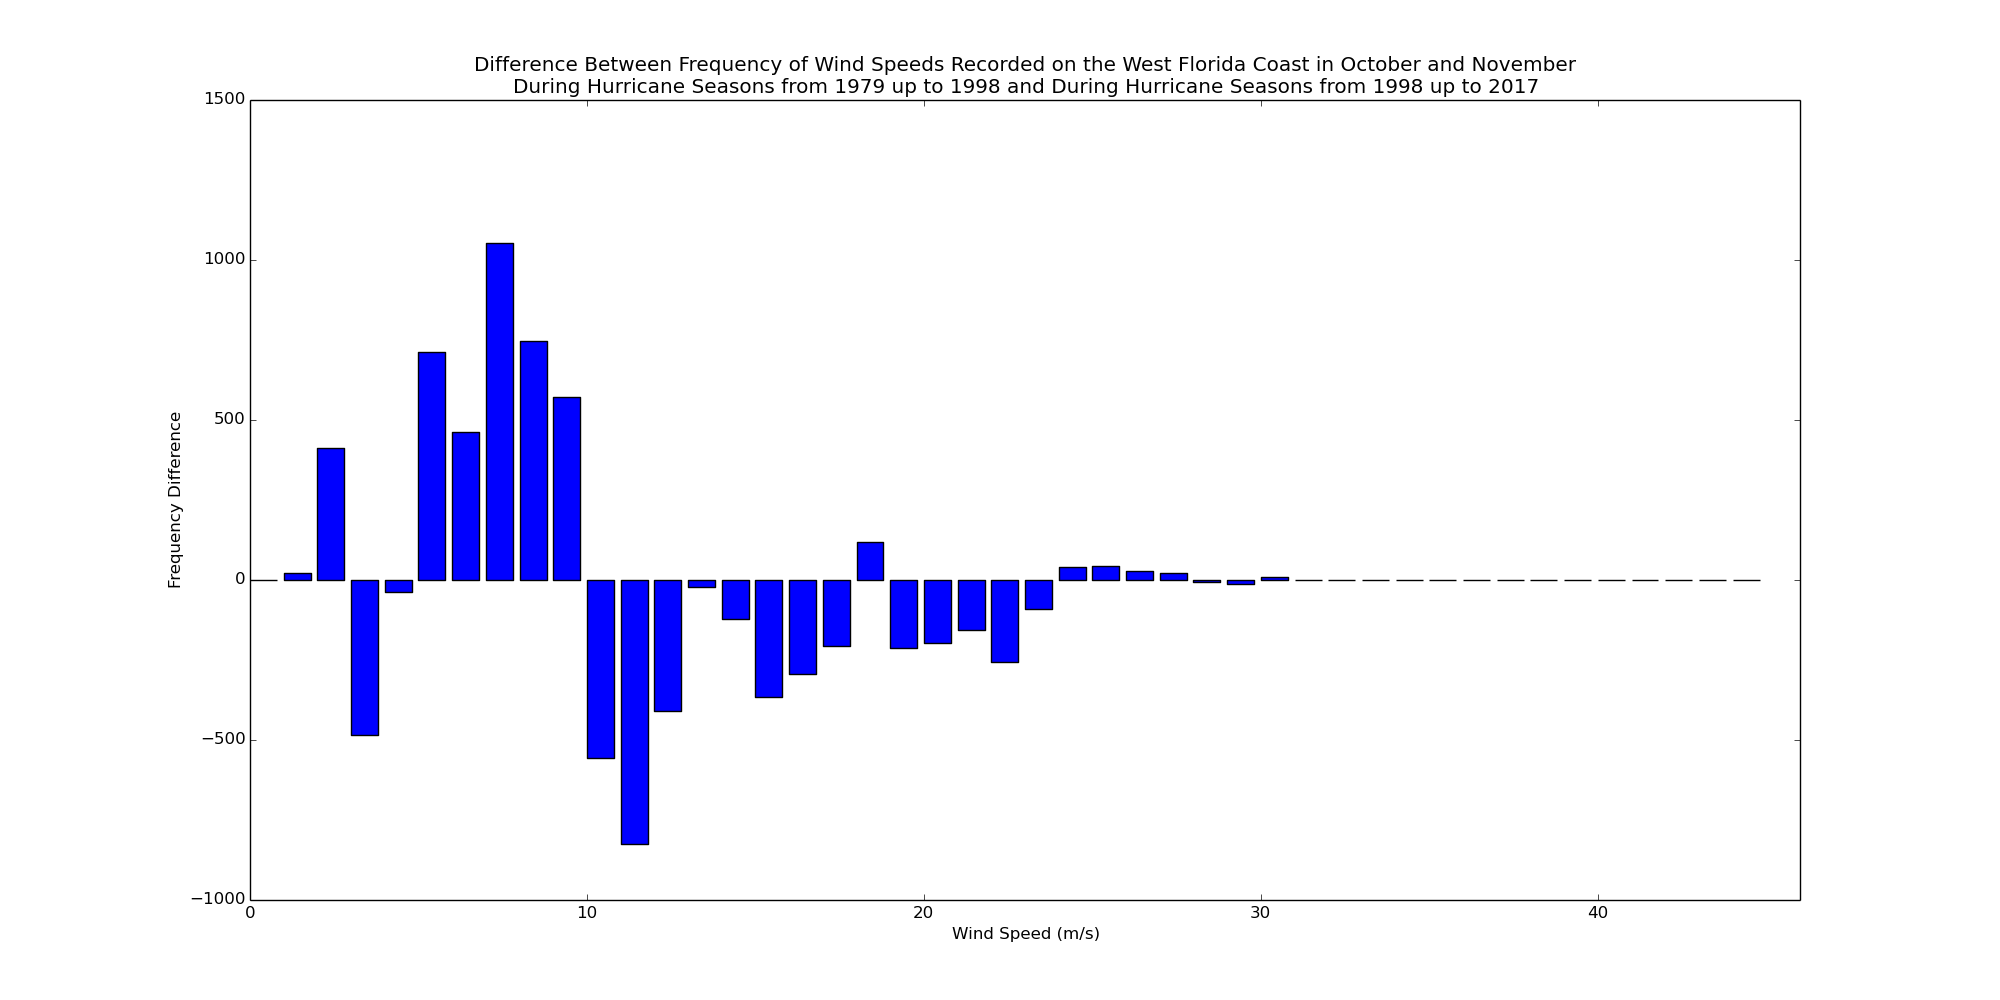 Difference Between Frequency of Wind Speeds Recorded on the West Florida Coast in October and November
During Hurricane Seasons from 1979 up to 1998 and During Hurricane Seasons from 1998 up to 2017
1500
1000
500
0
−500
−1000
Frequency Difference
0 10 20 30 40
Wind Speed (m/s)